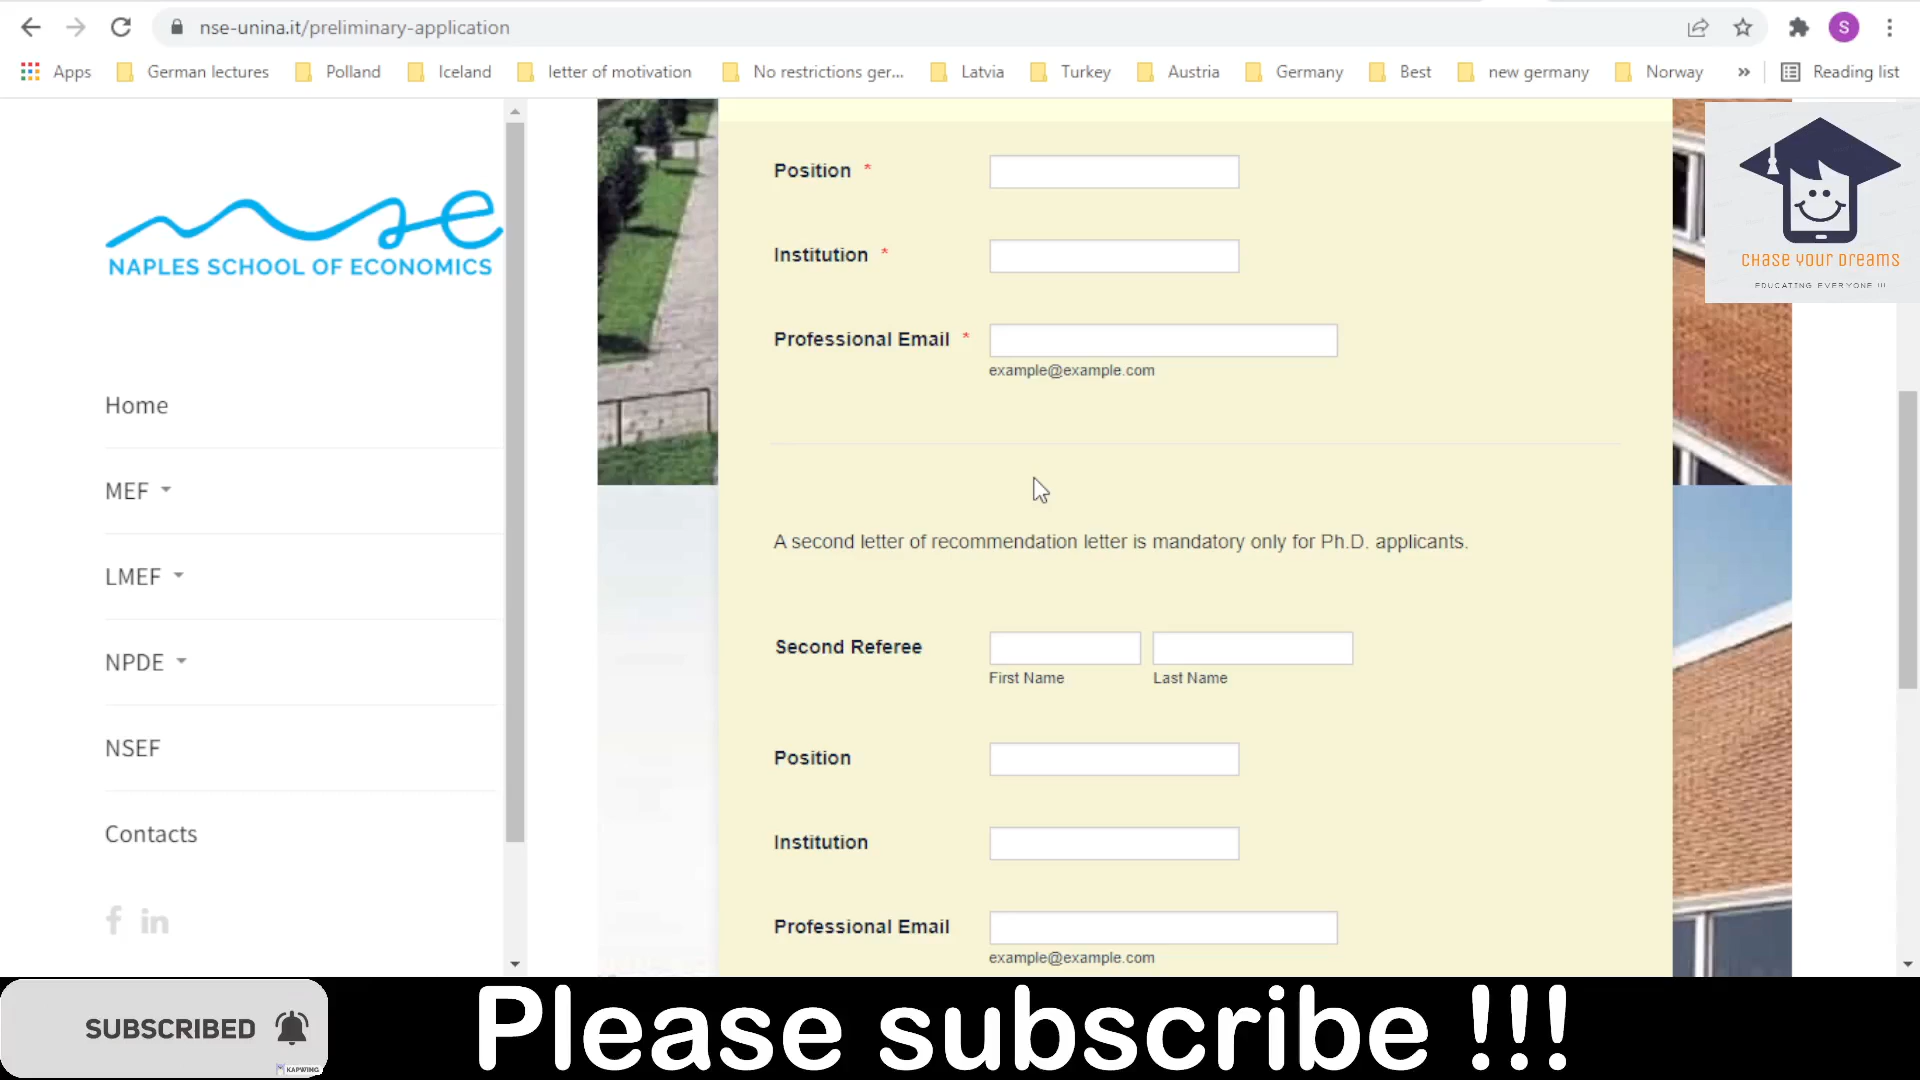 nse-unina.it/preliminary-application
S
Apps
German lectures
Polland
Iceland
letter of motivation
No restrictions ger...
Latvia
Turkey
Austria
Germany
Best
new germany
Norway
»
Reading list
nse
NAPLES SCHOOL OF ECONOMICS
Home
MEF
LMEF
NPDE
NSEF
Contacts
f in
Position *
Institution *
Professional Email *
example@example.com
A second letter of recommendation letter is mandatory only for Ph.D. applicants.
Second Referee
First Name
Last Name
Position
Institution
Professional Email
example@example.com
CHASE YOUR DREAMS
EDUCATING EVERYONE !!!
SUBSCRIBED
KAPWING
Please subscribe !!!